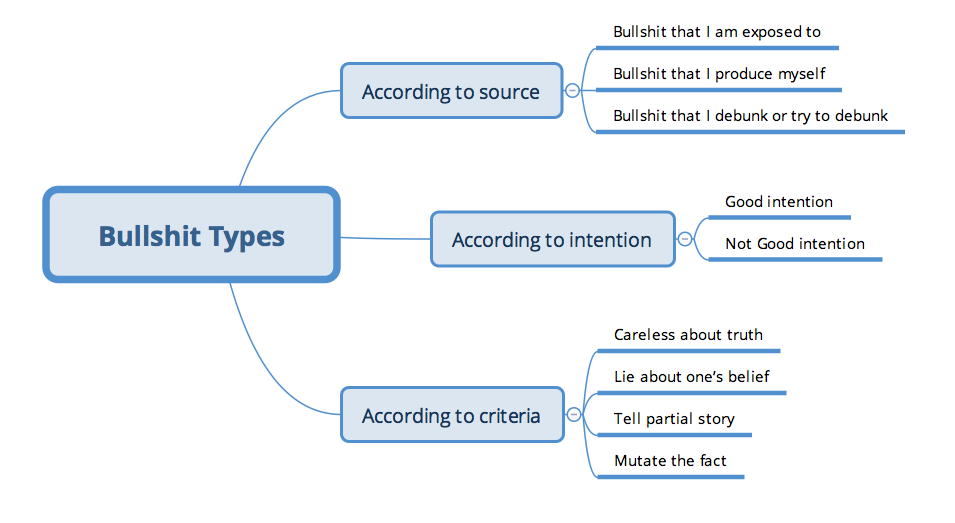 Bullshit that I am exposed to
Bullshit that I produce myself
Bullshit that I debunk or try to debunk
According to source
Bullshit Types
According to intention
Good intention
Not Good intention
According to criteria
Careless about truth
Lie about one’s belief
Tell partial story
Mutate the fact